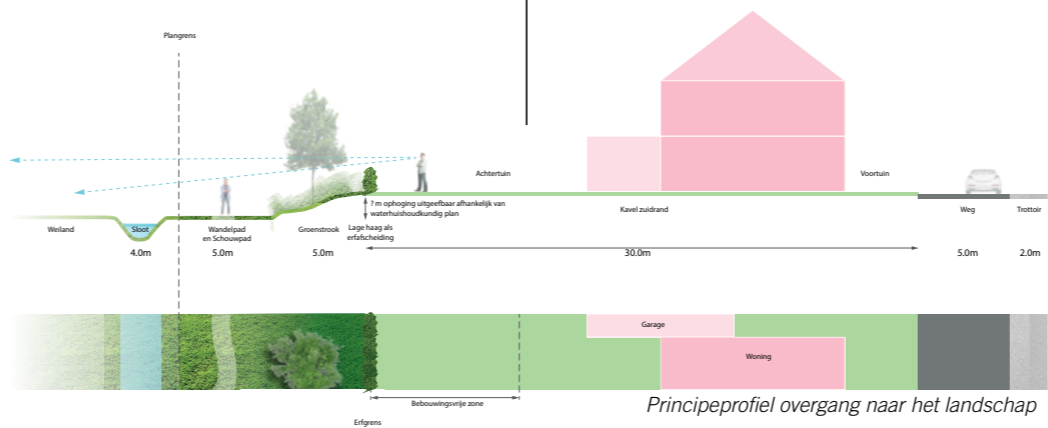 Plangrens
Achtertuin
Voortuin
? m ophoging uitgeefbaar afhankelijk van
waterhuishoudkundig plan
Kavel zuidrand
Weiland
Sloot
Wandelpad
en Schouwpad
Groenstrook
Lage haag als
erfafscheiding
Weg
Trottoir
4.0m
5.0m
5.0m
30.0m
5.0m
2.0m
Garage
Woning
Bebouwingsvrije zone
Erfgrens
Principeprofiel overgang naar het landschap